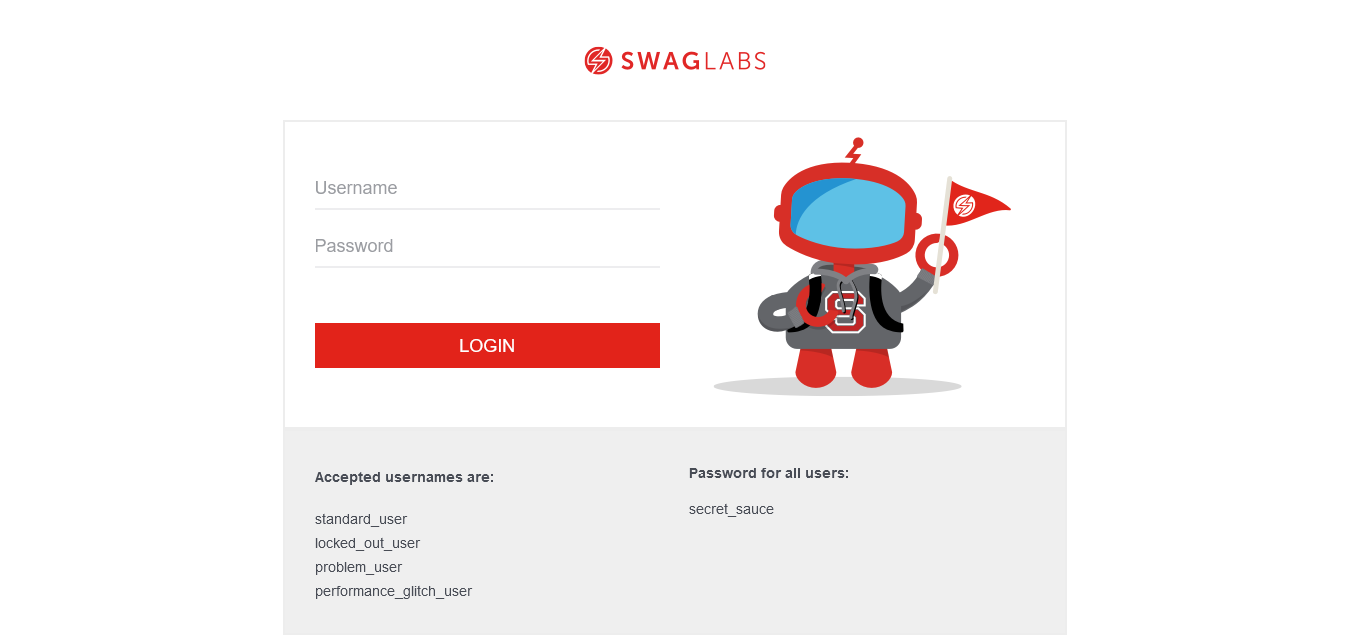 SWAGLABS
Username
Password
LOGIN
S
Accepted usernames are:
standard_user
locked_out_user
problem_user
performance_glitch_user
Password for all users:
secret_sauce